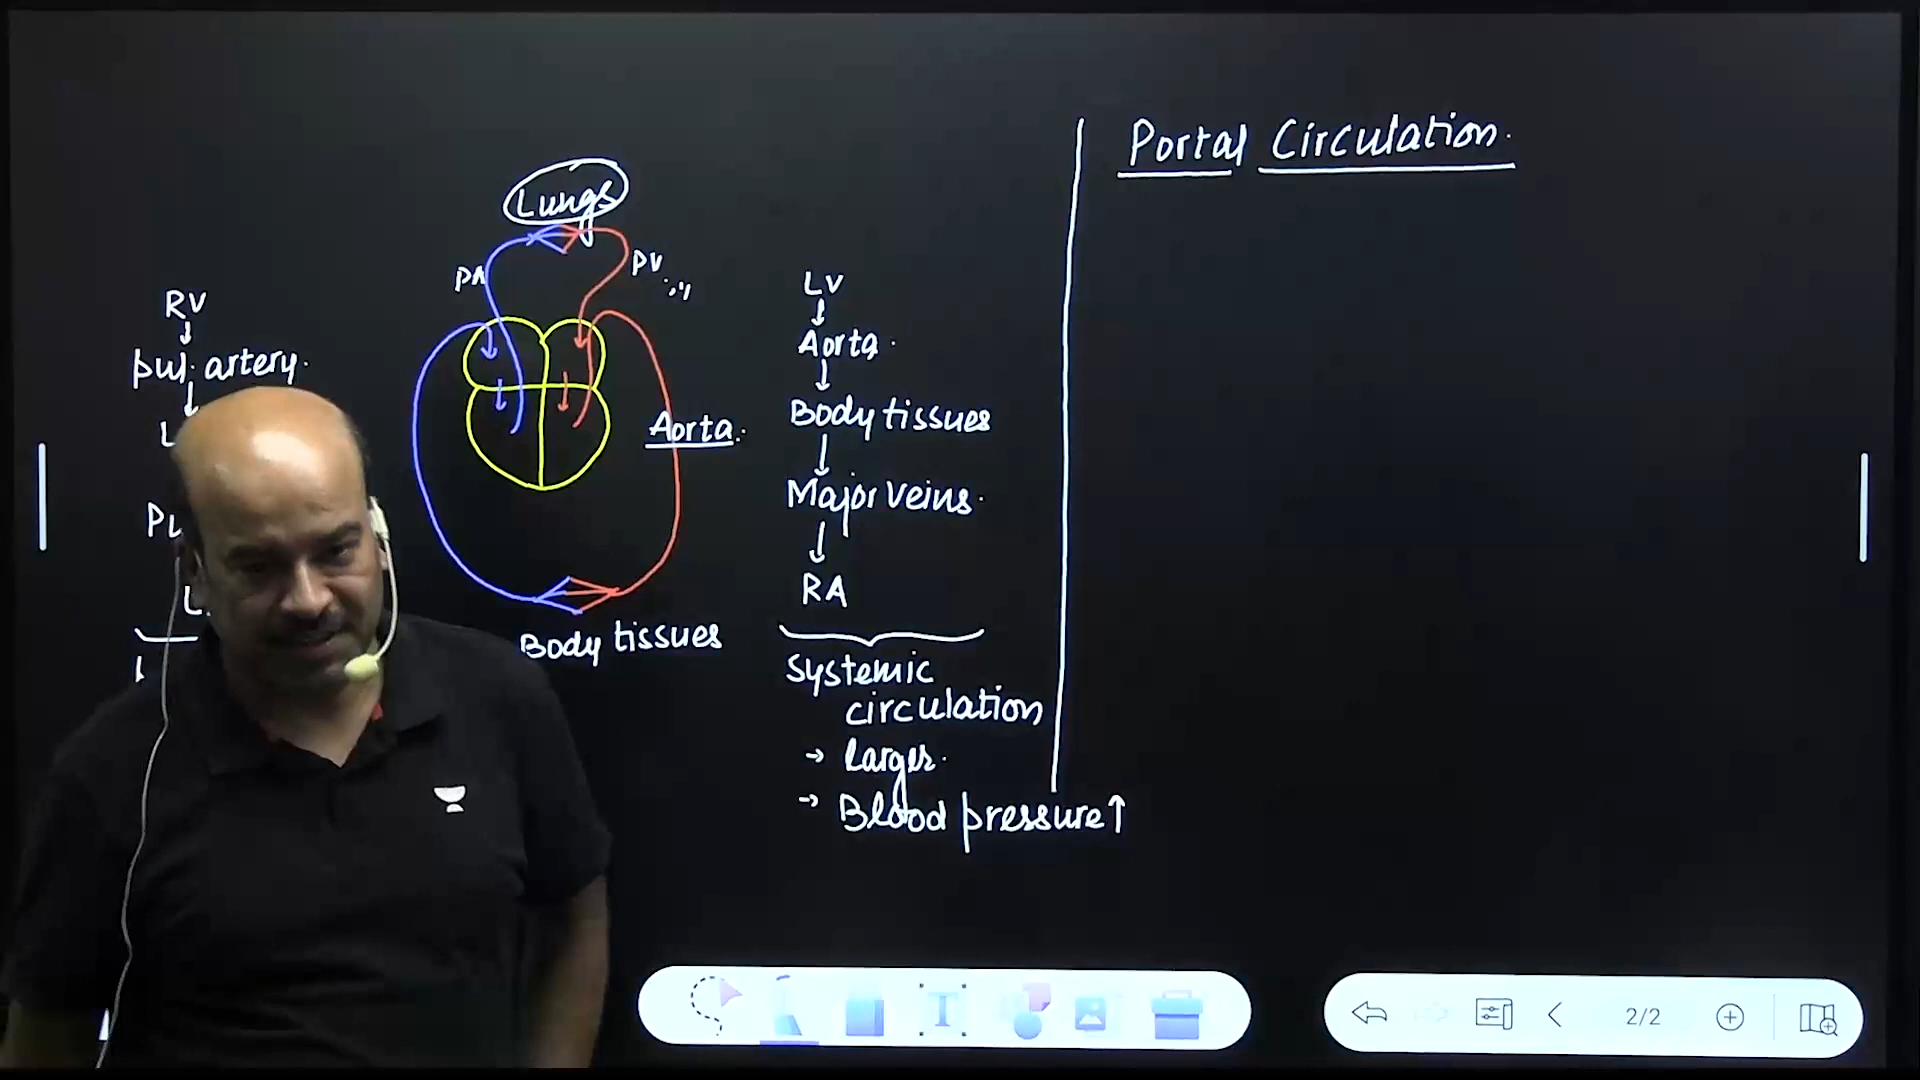 Portal Circulation.
Lungs
PA
PV
RV
Pul. artery.
LV
Aorta.
Body tissues
Major veins.
RA
Aorta.
Body tissues
Systemic
circulation
→ larger.
→ Blood pressure↑
T
2/2